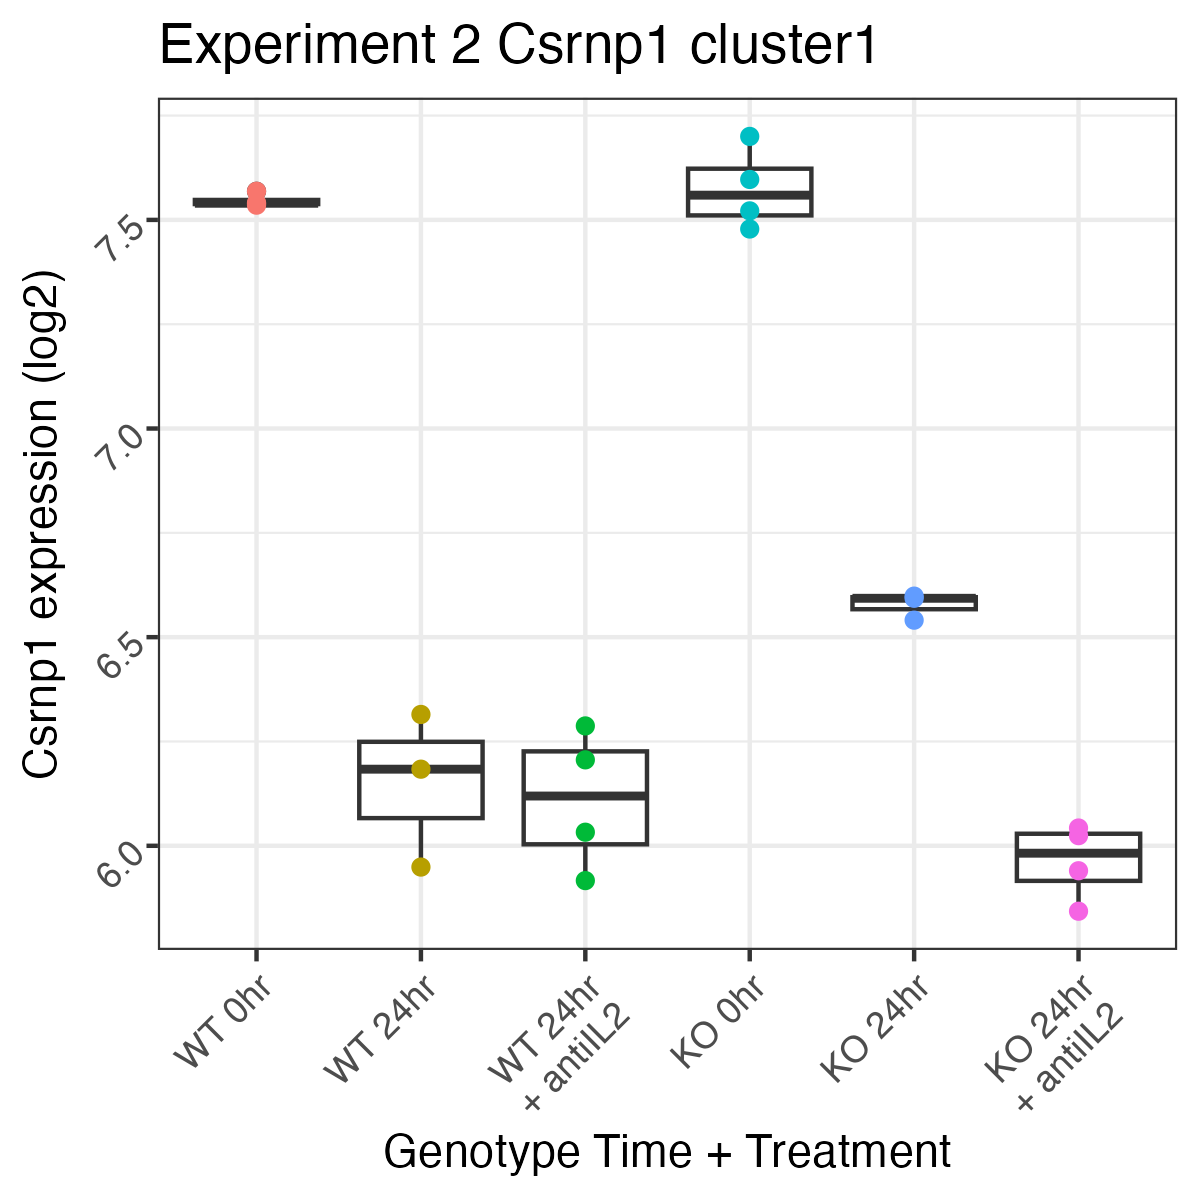 Experiment 2 Csrnp1 cluster1
Csrnp1 expression (log2)
7.5
7.0
6.5
6.0
WT 0hr
WT 24hr
WT 24hr
+ antiIL2
KO 0hr
KO 24hr
KO 24hr
+ antiIL2
Genotype Time + Treatment